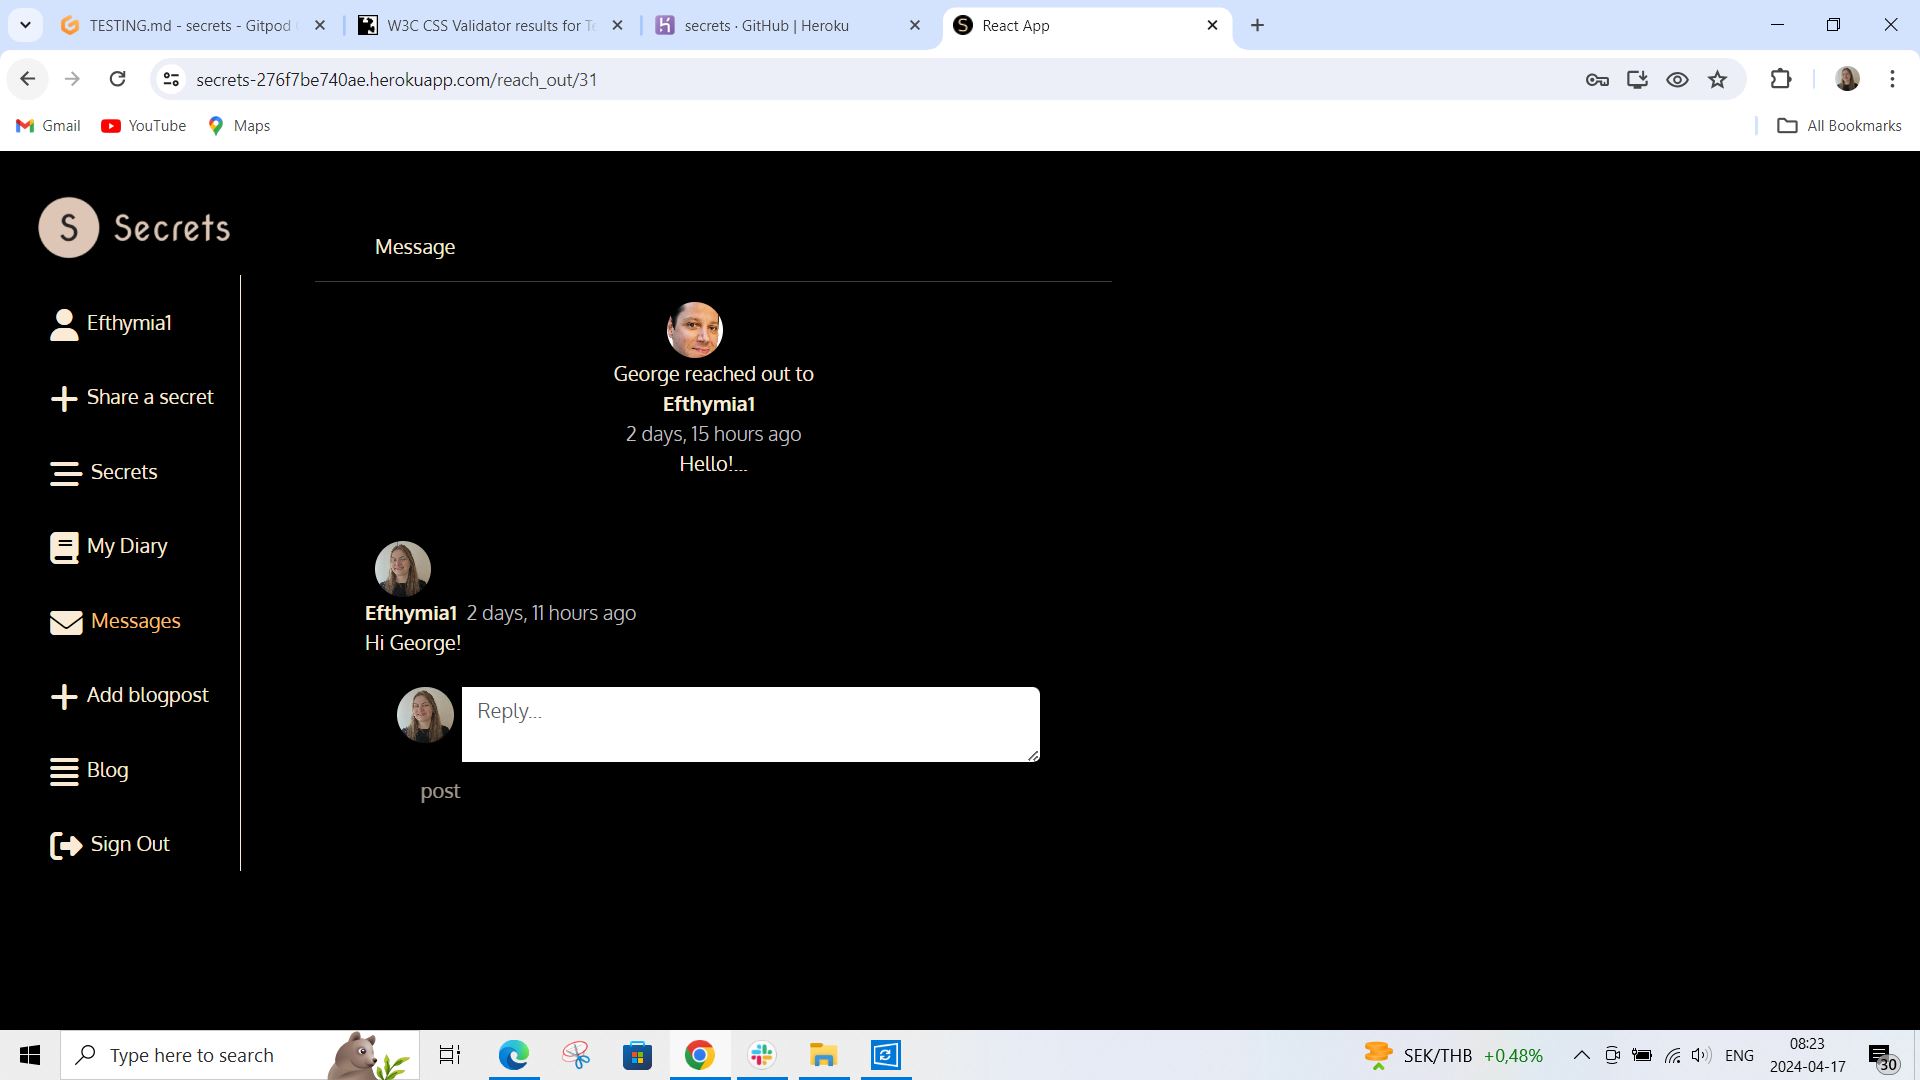 TESTING.md - secrets - Gitpod
W3C CSS Validator results for Te
secrets · GitHub | Heroku
React App
secrets-276f7be740ae.herokuapp.com/reach_out/31
Gmail
YouTube
Maps
All Bookmarks
S Secrets
Message
Efthymia1
Share a secret
Secrets
My Diary
Messages
Add blogpost
Blog
Sign Out
George reached out to
Efthymia1
2 days, 15 hours ago
Hello!...
Efthymia1 2 days, 11 hours ago
Hi George!
Reply...
post
Type here to search
SEK/THB +0,48%
ENG
08:23
2024-04-17
30